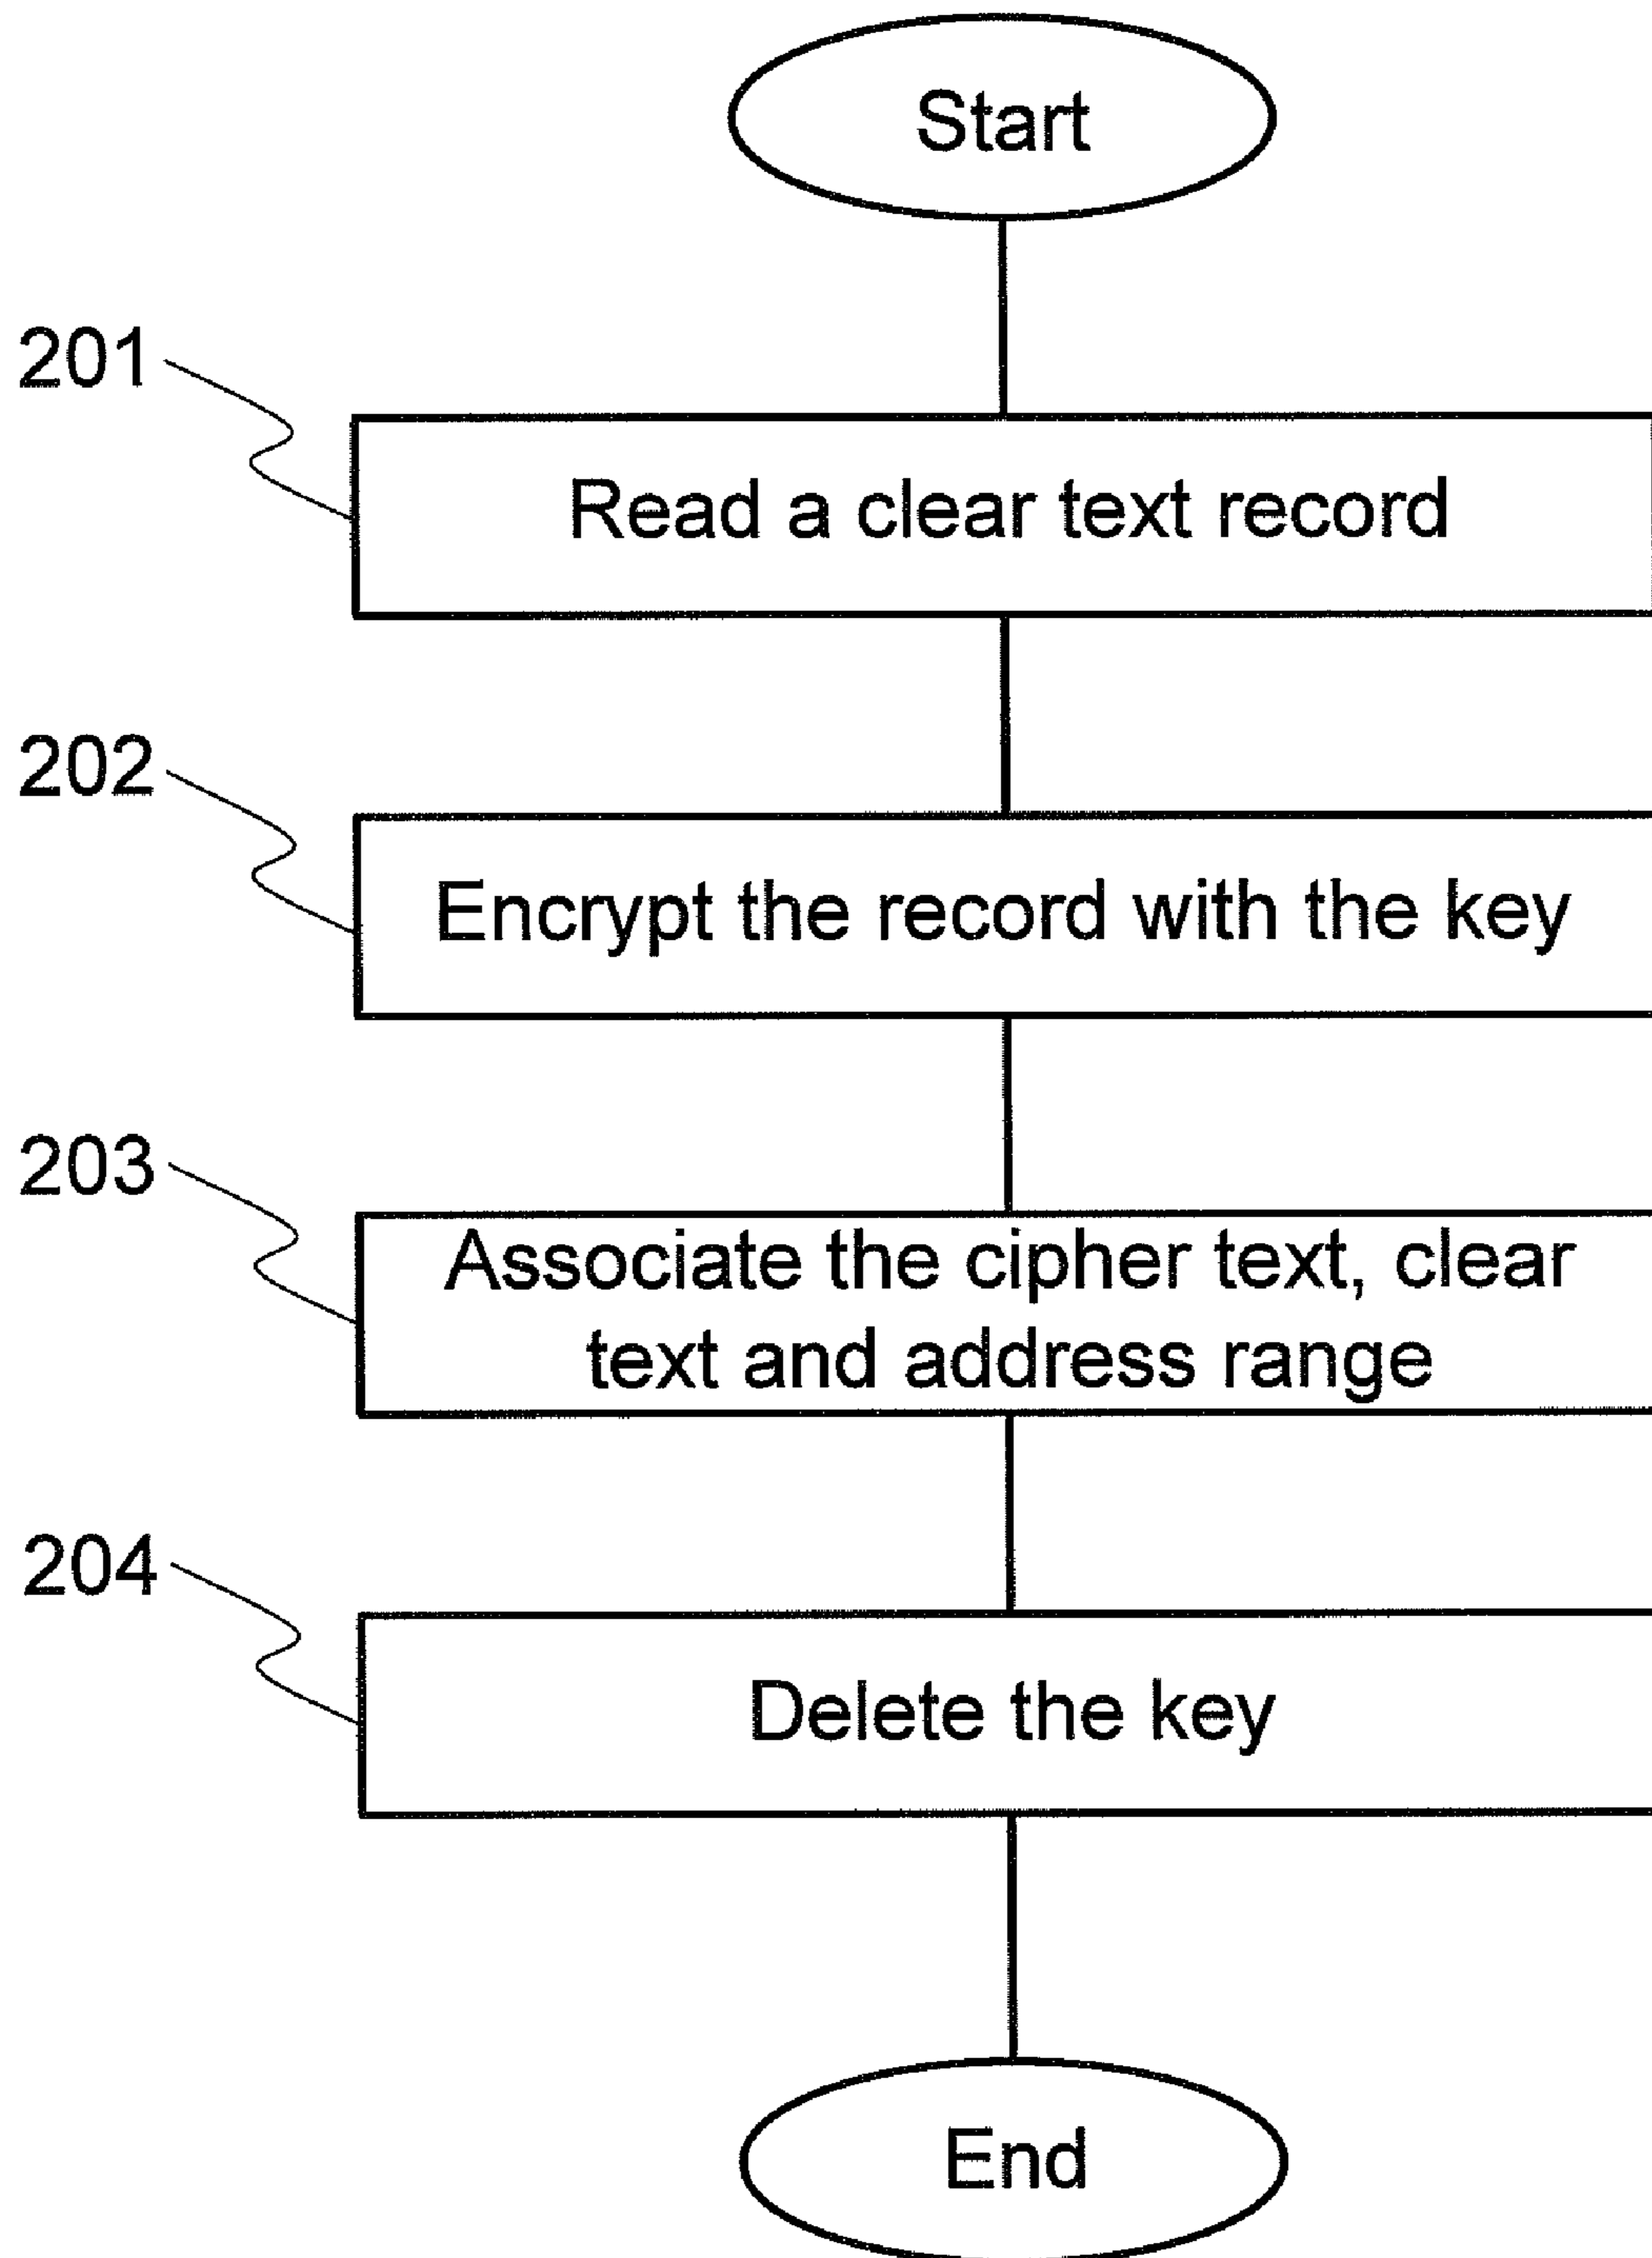 Start
201
Read a clear text record
202
Encrypt the record with the key
203
Associate the cipher text, clear
text and address range
204
Delete the key
End